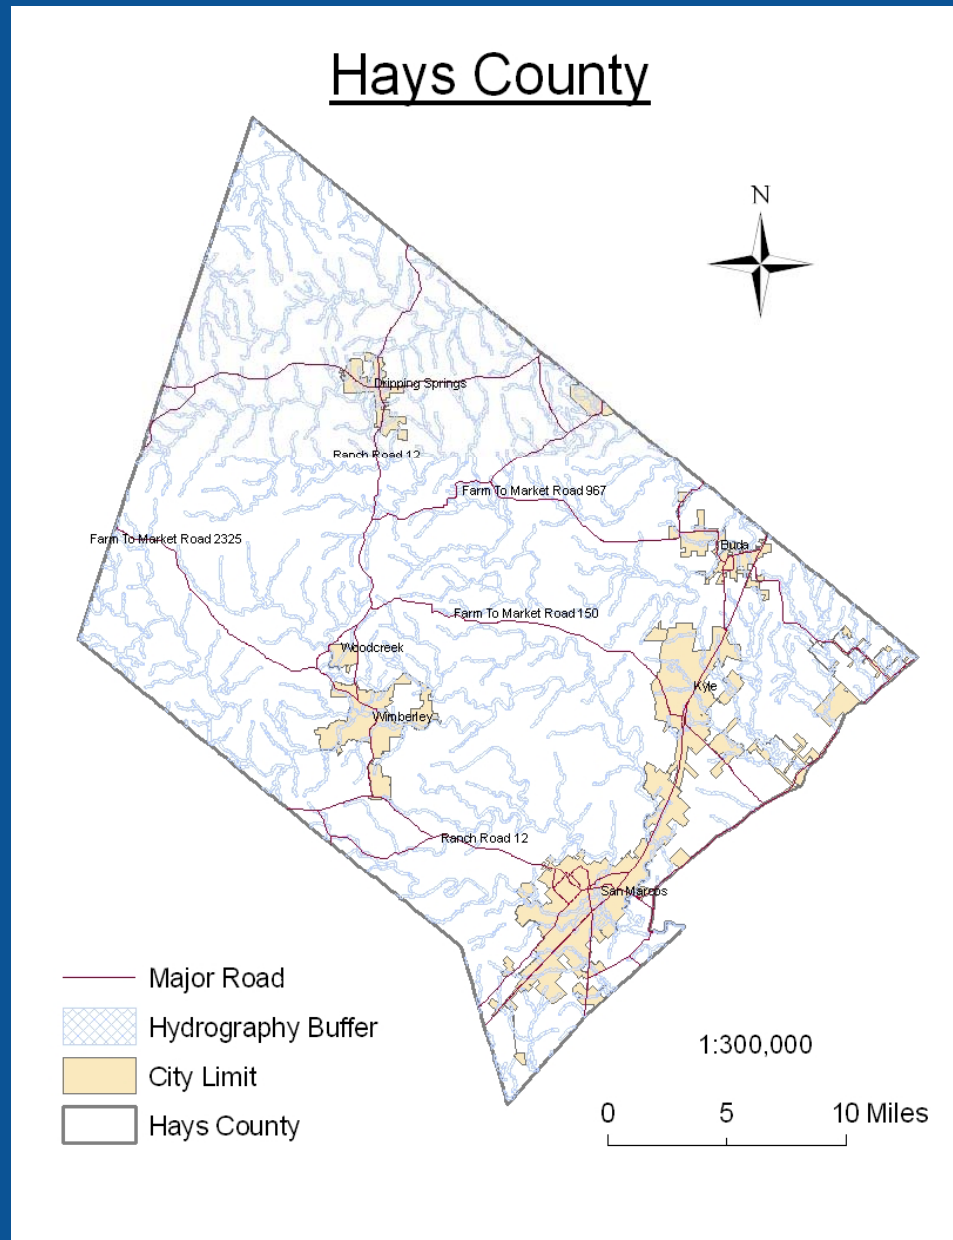 Hays County
N
Dripping Springs
Ranch Road 12
Farm To Market Road 967
Farm To Market Road 2325
Buda
Farm To Market Road 150
Woodcreek
Kyle
Wimberley
Ranch Road 12
San Marcos
Major Road
Hydrography Buffer
City Limit
Hays County
1:300,000
0 5 10 Miles